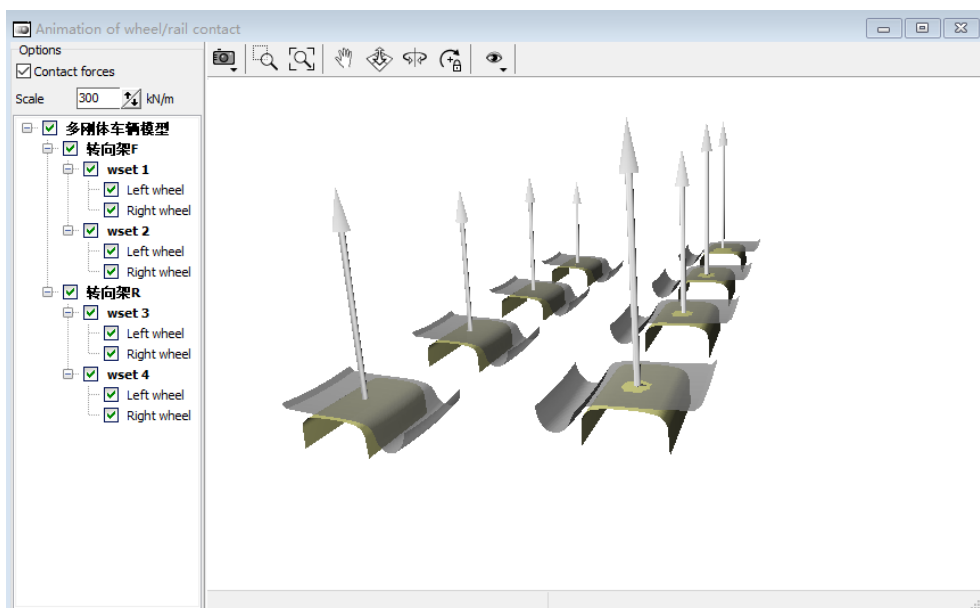 Animation of wheel/rail contact
Options
Contact forces
Scale 300 kN/m
多刚体车辆模型
转向架F
wset 1
Left wheel
Right wheel
wset 2
Left wheel
Right wheel
转向架R
wset 3
Left wheel
Right wheel
wset 4
Left wheel
Right wheel